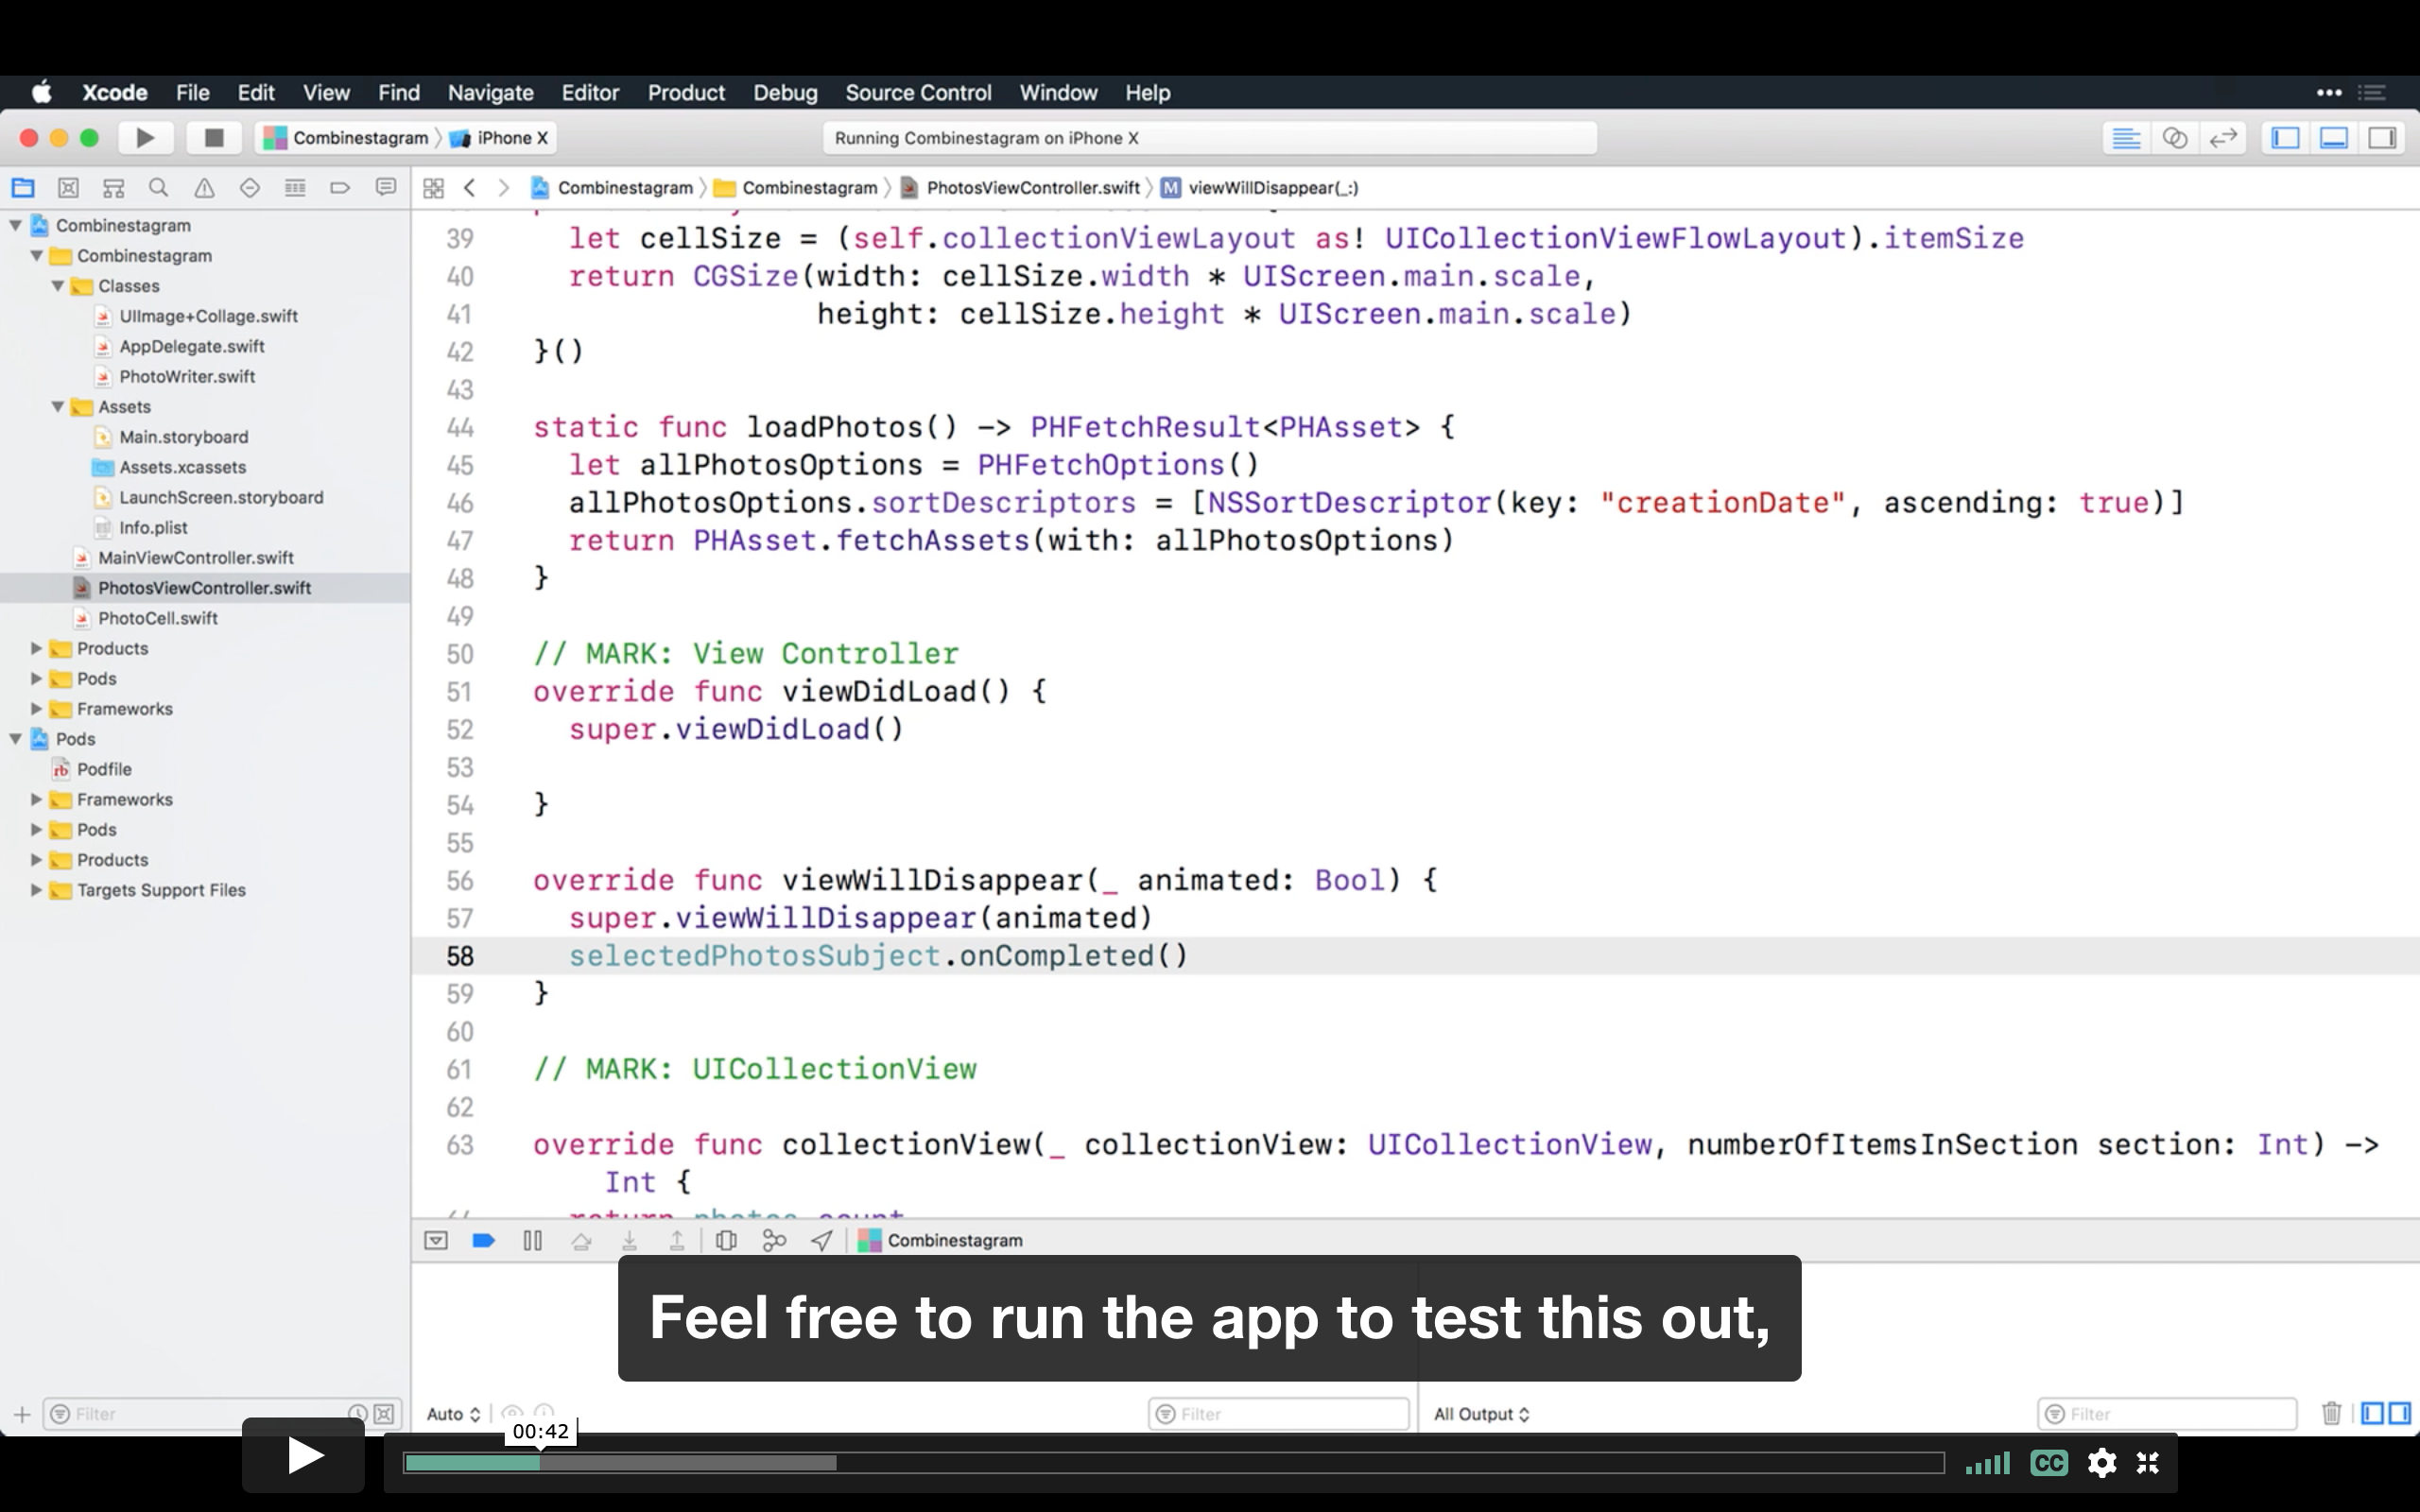 Xcode File Edit View Find Navigate Editor Product Debug Source Control Window Help
Combinestagram iPhone X
Running Combinestagram on iPhone X
Combinestagram Combinestagram PhotosViewController.swift M viewWillDisappear(_:)
Combinestagram
Combinestagram
Classes
UIImage+Collage.swift
AppDelegate.swift
PhotoWriter.swift
Assets
Main.storyboard
Assets.xcassets
LaunchScreen.storyboard
Info.plist
MainViewController.swift
PhotosViewController.swift
PhotoCell.swift
Products
Pods
Frameworks
Pods
rb Podfile
Frameworks
Pods
Products
Targets Support Files
39 let cellSize = (self.collectionViewLayout as! UICollectionViewFlowLayout).itemSize
40 return CGSize(width: cellSize.width * UIScreen.main.scale,
41 height: cellSize.height * UIScreen.main.scale)
42 }()
43
44 static func loadPhotos() -> PHFetchResult<PHAsset> {
45 let allPhotosOptions = PHFetchOptions()
46 allPhotosOptions.sortDescriptors = [NSSortDescriptor(key: "creationDate", ascending: true)]
47 return PHAsset.fetchAssets(with: allPhotosOptions)
48 }
49
50 // MARK: View Controller
51 override func viewDidLoad() {
52 super.viewDidLoad()
53
54 }
55
56 override func viewWillDisappear(_ animated: Bool) {
57 super.viewWillDisappear(animated)
58 selectedPhotosSubject.onCompleted()
59 }
60
61 // MARK: UICollectionView
62
63 override func collectionView(_ collectionView: UICollectionView, numberOfItemsInSection section: Int) ->
Int {
return photos.count
Combinestagram
Feel free to run the app to test this out,
Filter
Auto
Filter
All Output
Filter
00:42
CC